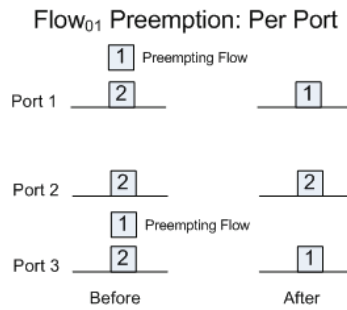 Flow01 Preemption: Per Port
1 Preempting Flow
Port 1 2 1
Port 2 2 2
1 Preempting Flow
Port 3 2 1
Before After